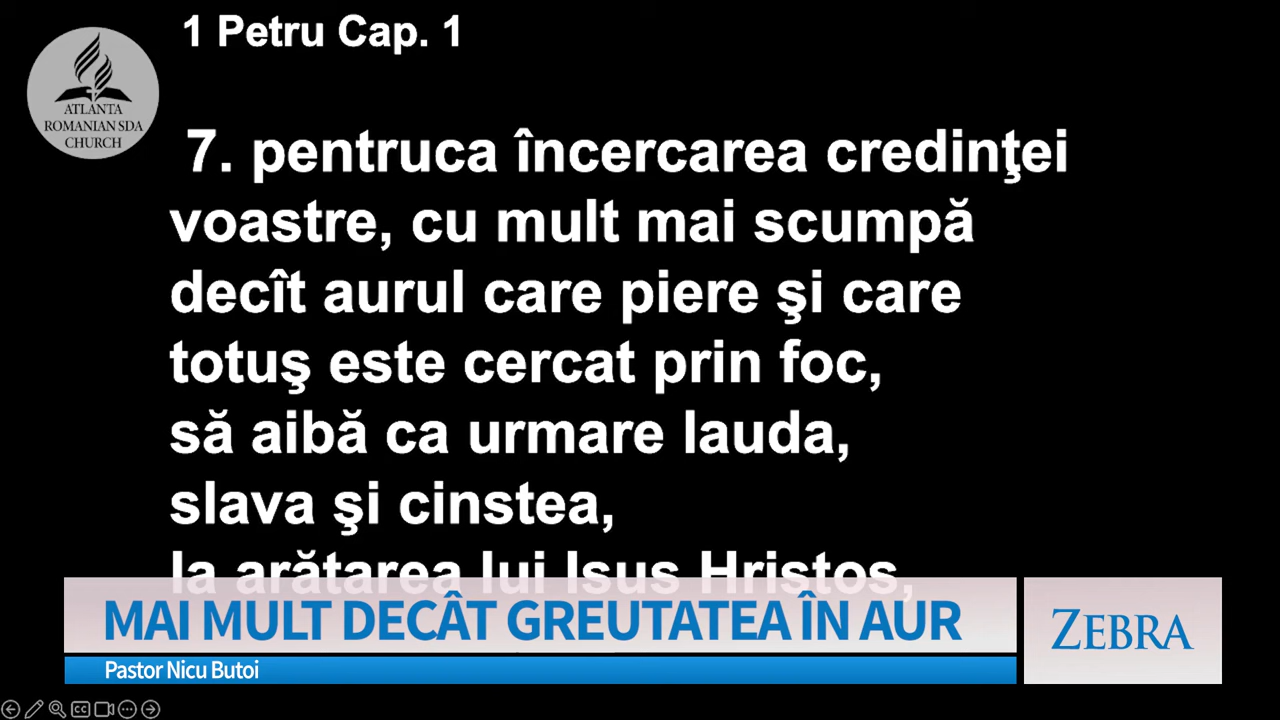 1 Petru Cap. 1
ATLANTA
ROMANIAN SDA
CHURCH
7. pentruca încercarea credinţei
voastre, cu mult mai scumpă
decît aurul care piere şi care
totuş este cercat prin foc,
să aibă ca urmare lauda,
slava şi cinstea,
la arătarea lui Isus Hristos,
MAI MULT DECÂT GREUTATEA ÎN AUR
ZEBRA
Pastor Nicu Butoi
CC